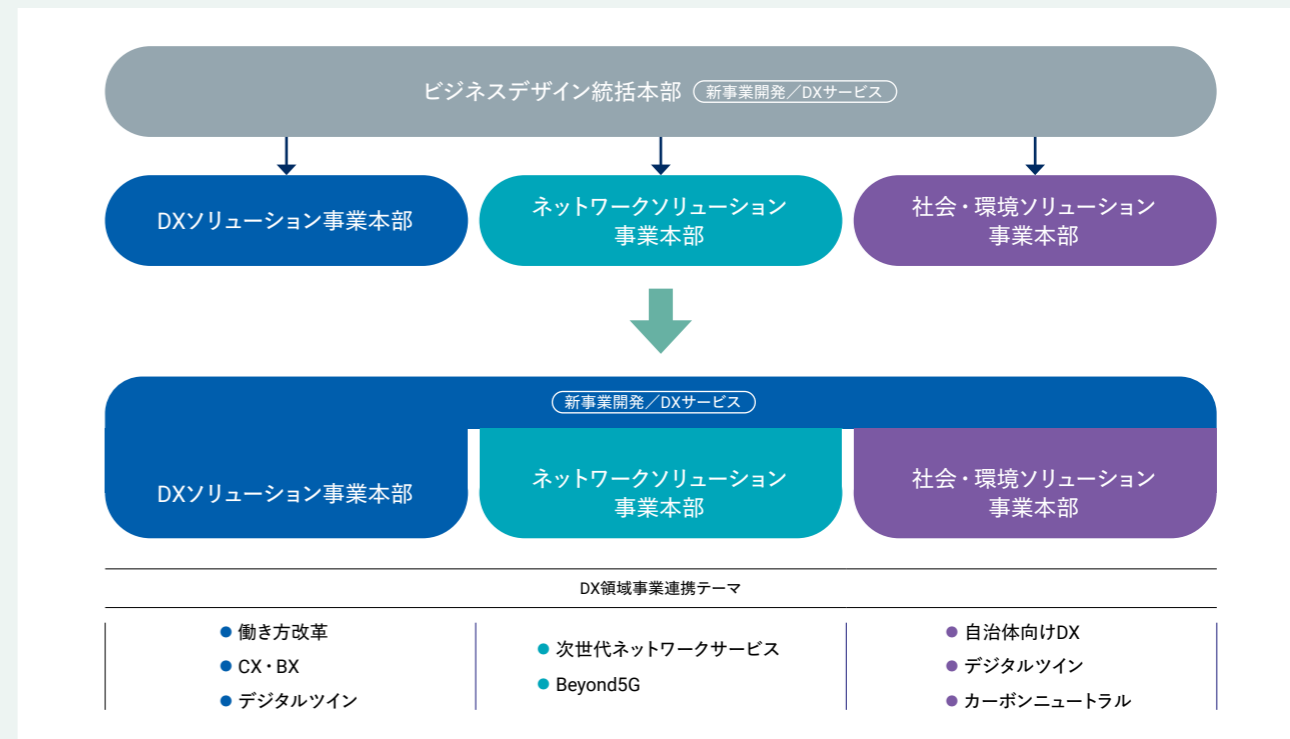 ビジネスデザイン統括本部 新事業開発／DXサービス
DXソリューション事業本部
ネットワークソリューション
事業本部
社会・環境ソリューション
事業本部
新事業開発／DXサービス
DXソリューション事業本部
ネットワークソリューション
事業本部
社会・環境ソリューション
事業本部
DX領域事業連携テーマ
● 働き方改革
● CX・BX
● デジタルツイン
● 次世代ネットワークサービス
● Beyond5G
● 自治体向けDX
● デジタルツイン
● カーボンニュートラル